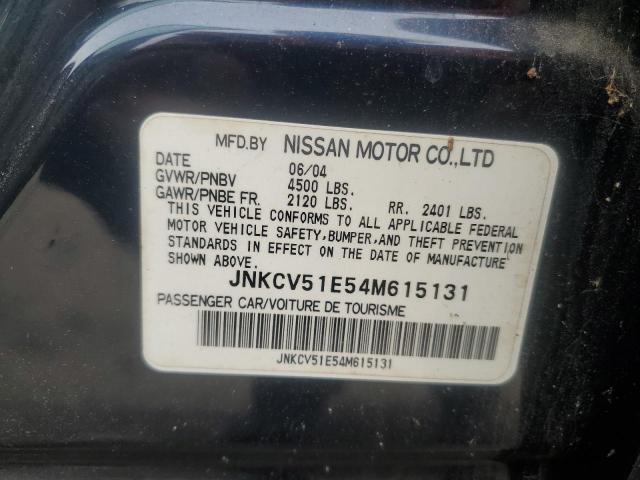 MFD.BY NISSAN MOTOR CO.,LTD
DATE 06/04
GVWR/PNBV 4500 LBS.
GAWR/PNBE FR. 2120 LBS. RR. 2401 LBS.
THIS VEHICLE CONFORMS TO ALL APPLICABLE FEDERAL
MOTOR VEHICLE SAFETY, BUMPER, AND THEFT PREVENTION
STANDARDS IN EFFECT ON THE DATE OF MANUFACTURE
SHOWN ABOVE.
JNKCV51E54M615131
PASSENGER CAR/VOITURE DE TOURISME
JNKCV51E54M615131